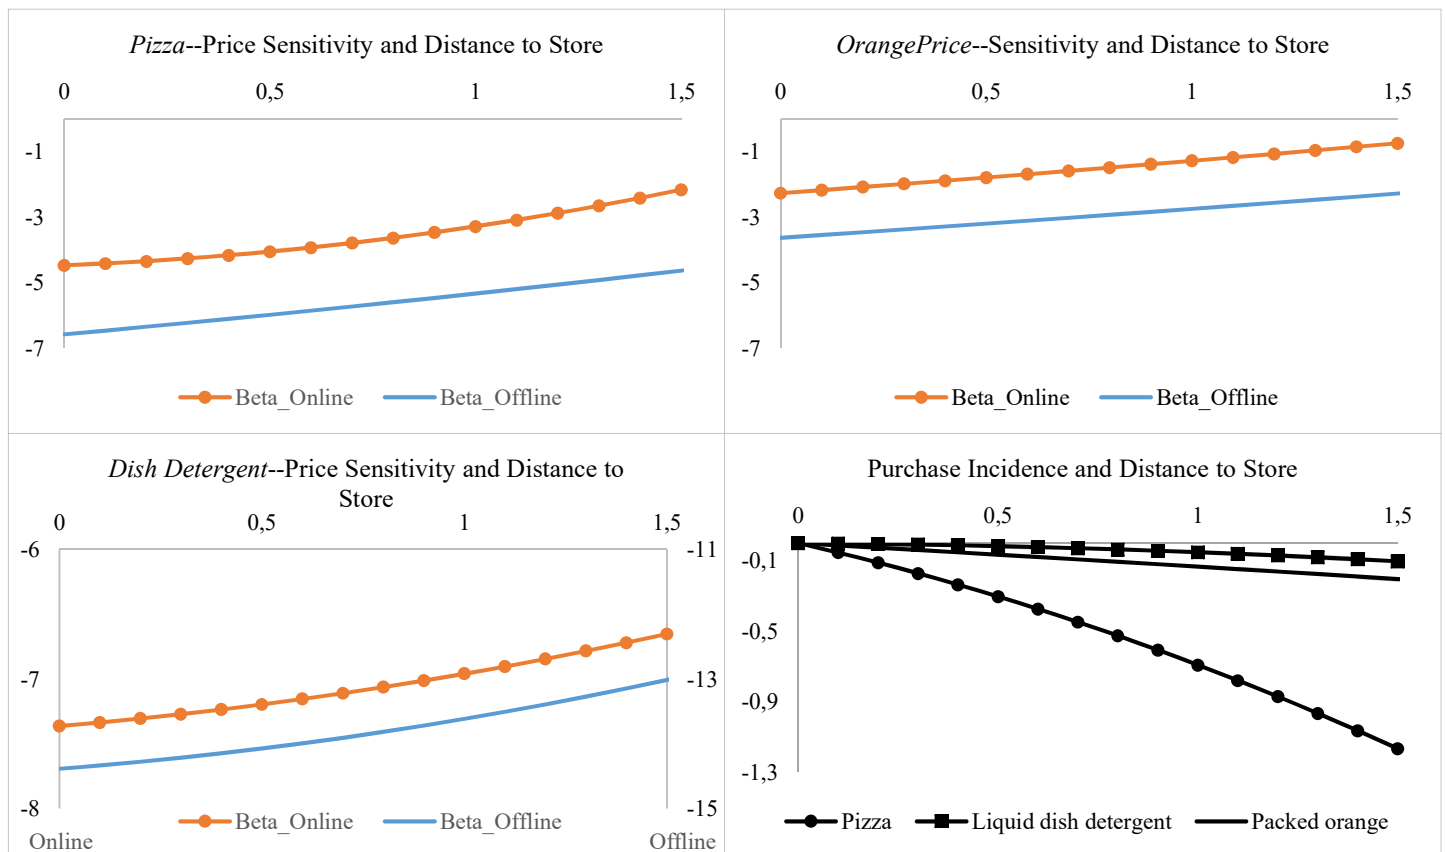 Pizza--Price Sensitivity and Distance to Store
0 0,5 1 1,5
-1
-3
-5
-7
Beta_Online Beta_Offline
OrangePrice--Sensitivity and Distance to Store
0 0,5 1 1,5
-1
-3
-5
-7
Beta_Online Beta_Offline
Dish Detergent--Price Sensitivity and Distance to
Store
0 0,5 1 1,5
-6 -11
-7 -13
-8 -15
Beta_Online Beta_Offline
Online Offline
Purchase Incidence and Distance to Store
0 0,5 1 1,5
-0,1
-0,5
-0,9
-1,3
Pizza Liquid dish detergent Packed orange